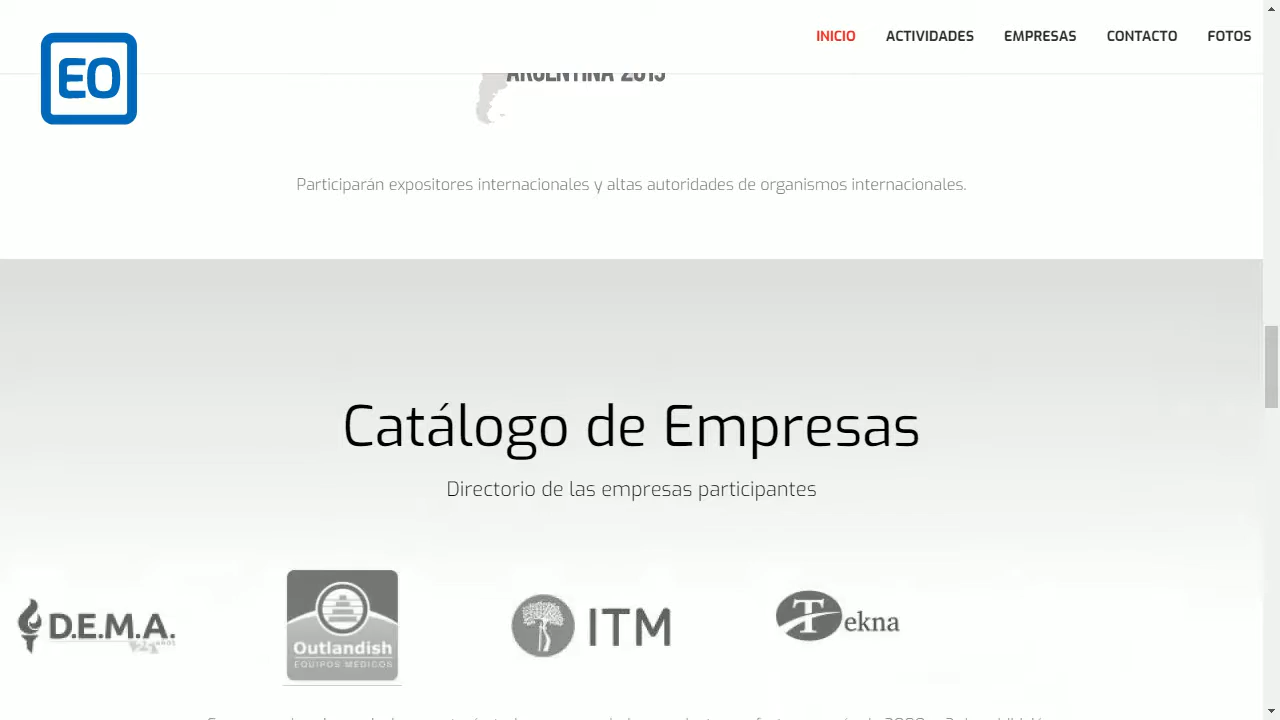 INICIO ACTIVIDADES EMPRESAS CONTACTO FOTOS
EO
ARGENTINA 2015
Participarán expositores internacionales y altas autoridades de organismos internacionales.
Catálogo de Empresas
Directorio de las empresas participantes
D.E.M.A.
Outlandish
EQUIPOS MEDICOS
ITM
Tekna